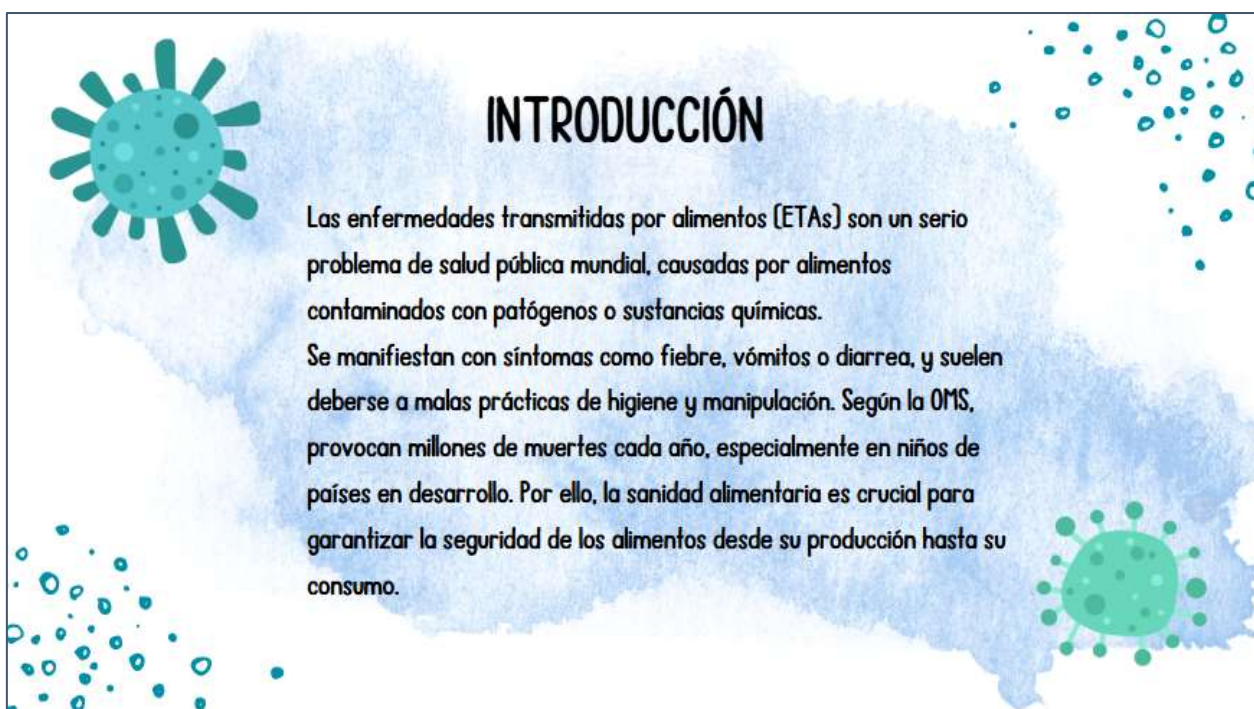 INTRODUCCIÓN
Las enfermedades transmitidas por alimentos (ETAs) son un serio
problema de salud pública mundial, causadas por alimentos
contaminados con patógenos o sustancias químicas.
Se manifiestan con síntomas como fiebre, vómitos o diarrea, y suelen
deberse a malas prácticas de higiene y manipulación. Según la OMS,
provocan millones de muertes cada año, especialmente en niños de
países en desarrollo. Por ello, la sanidad alimentaria es crucial para
garantizar la seguridad de los alimentos desde su producción hasta su
consumo.